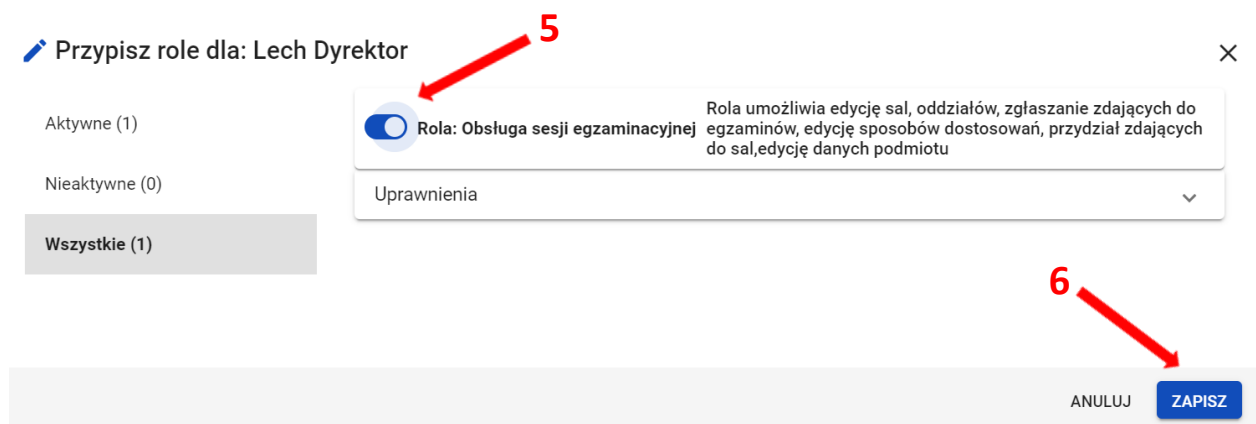 5
Przypisz role dla: Lech Dyrektor
Aktywne (1)
Nieaktywne (0)
Wszystkie (1)
Rola: Obsługa sesji egzaminacyjnej
Rola umożliwia edycję sal, oddziałów, zgłaszanie zdających do
egzaminów, edycję sposobów dostosowań, przydział zdających
do sal,edycję danych podmiotu
Uprawnienia
6
ANULUJ
ZAPISZ